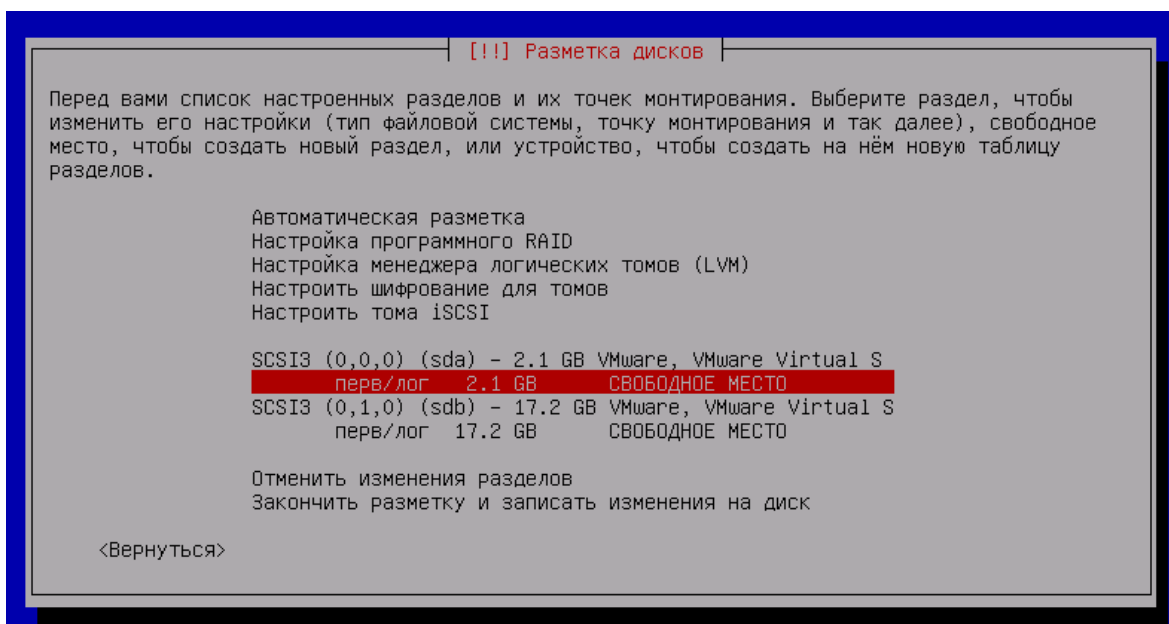 [!!] Разметка дисков
Перед вами список настроенных разделов и их точек монтирования. Выберите раздел, чтобы
изменить его настройки (тип файловой системы, точку монтирования и так далее), свободное
место, чтобы создать новый раздел, или устройство, чтобы создать на нём новую таблицу
разделов.
Автоматическая разметка
Настройка программного RAID
Настройка менеджера логических томов (LVM)
Настроить шифрование для томов
Настроить тома iSCSI
SCSI3 (0,0,0) (sda) – 2.1 GB VMware, VMware Virtual S
перв/лог 2.1 GB СВОБОДНОЕ МЕСТО
SCSI3 (0,1,0) (sdb) – 17.2 GB VMware, VMware Virtual S
перв/лог 17.2 GB СВОБОДНОЕ МЕСТО
Отменить изменения разделов
Закончить разметку и записать изменения на диск
<Вернуться>